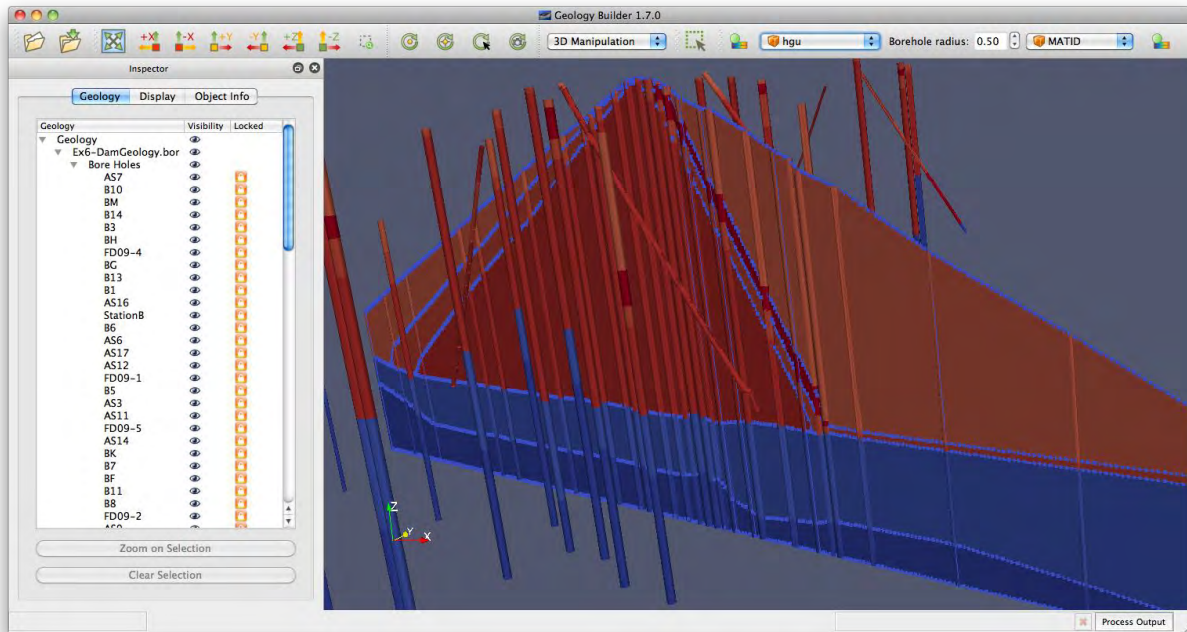 Geology Builder 1.7.0
+X -X +Y -Y +Z -Z 3D Manipulation hgu Borehole radius: 0.50 MATID
Inspector
Geology Display Object Info
Geology Visibility Locked
Geology
Ex6-DamGeology.bor
Bore Holes
AS7
B10
BM
B14
B3
BH
FD09-4
BG
B13
B1
AS16
StationB
B6
AS6
AS17
AS12
FD09-1
B5
AS3
AS11
FD09-5
AS14
BK
B7
BF
B11
B8
FD09-2
Z
Y
X
Zoom on Selection
Clear Selection
Process Output